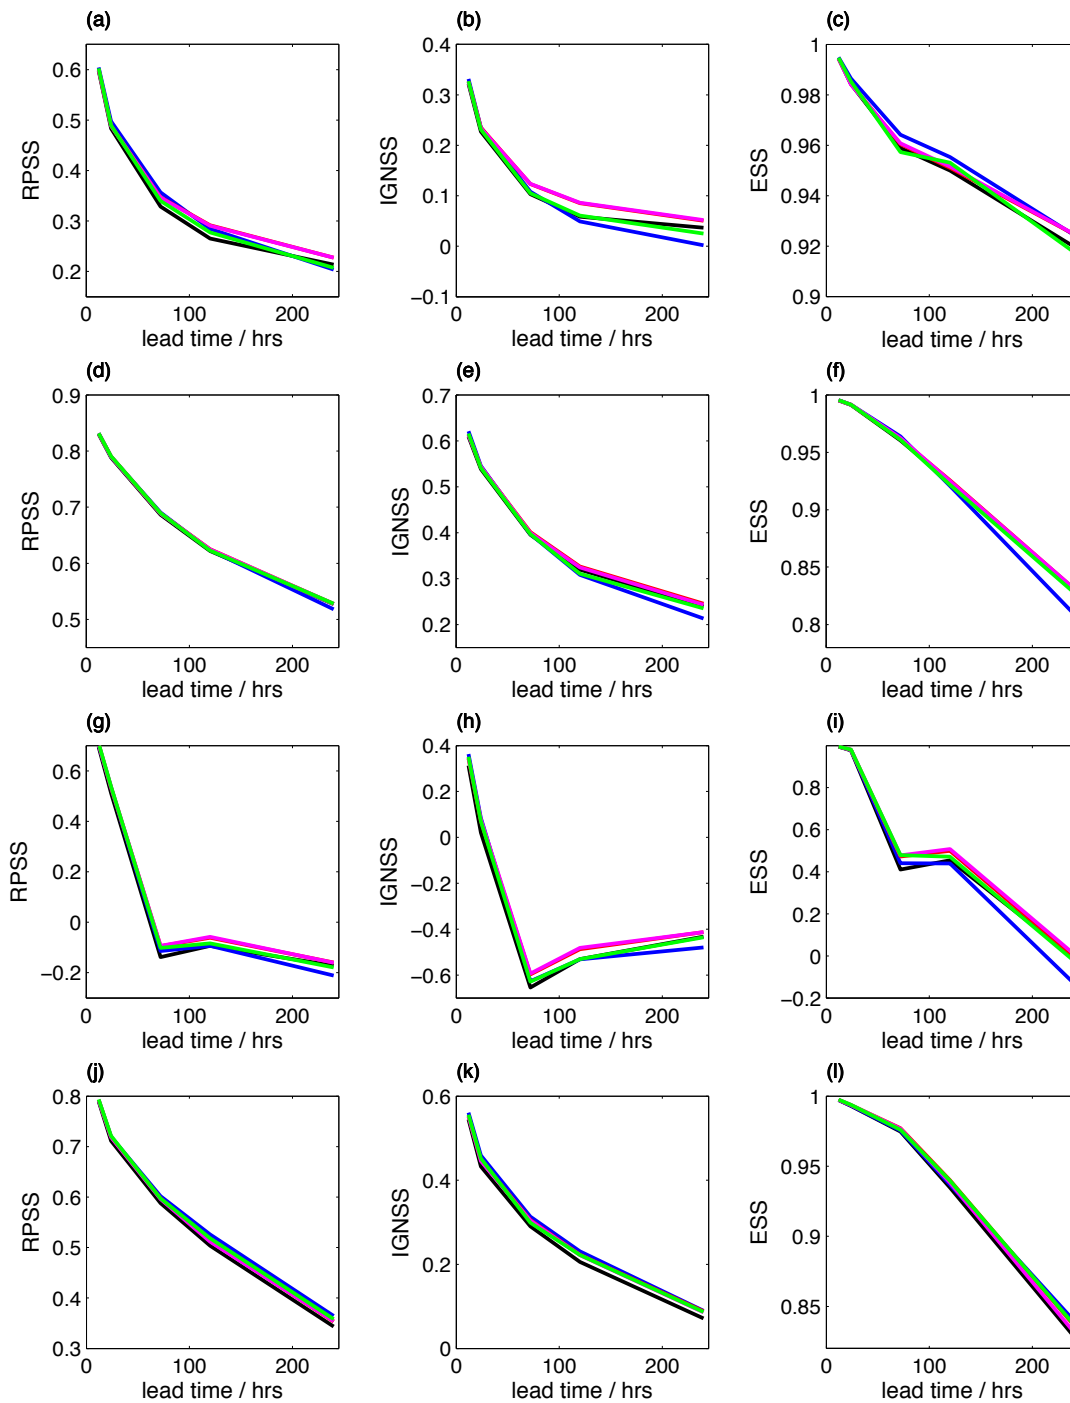 (a)
(b)
(c)
0.6
0.5
0.4
0.3
0.2
RPSS
0
100
200
lead time / hrs
0.4
0.3
0.2
0.1
0
−0.1
IGNSS
0
100
200
lead time / hrs
1
0.98
0.96
0.94
0.92
0.9
ESS
0
100
200
lead time / hrs
(d)
(e)
(f)
0.9
0.8
0.7
0.6
0.5
RPSS
0
100
200
lead time / hrs
0.7
0.6
0.5
0.4
0.3
0.2
IGNSS
0
100
200
lead time / hrs
1
0.95
0.9
0.85
0.8
ESS
0
100
200
lead time / hrs
(g)
(h)
(i)
0.6
0.4
0.2
0
−0.2
RPSS
0
100
200
lead time / hrs
0.4
0.2
0
−0.2
−0.4
−0.6
IGNSS
0
100
200
lead time / hrs
0.8
0.6
0.4
0.2
0
−0.2
ESS
0
100
200
lead time / hrs
(j)
(k)
(l)
0.8
0.7
0.6
0.5
0.4
0.3
RPSS
0
100
200
lead time / hrs
0.6
0.4
0.2
0
IGNSS
0
100
200
lead time / hrs
1
0.95
0.9
0.85
ESS
0
100
200
lead time / hrs